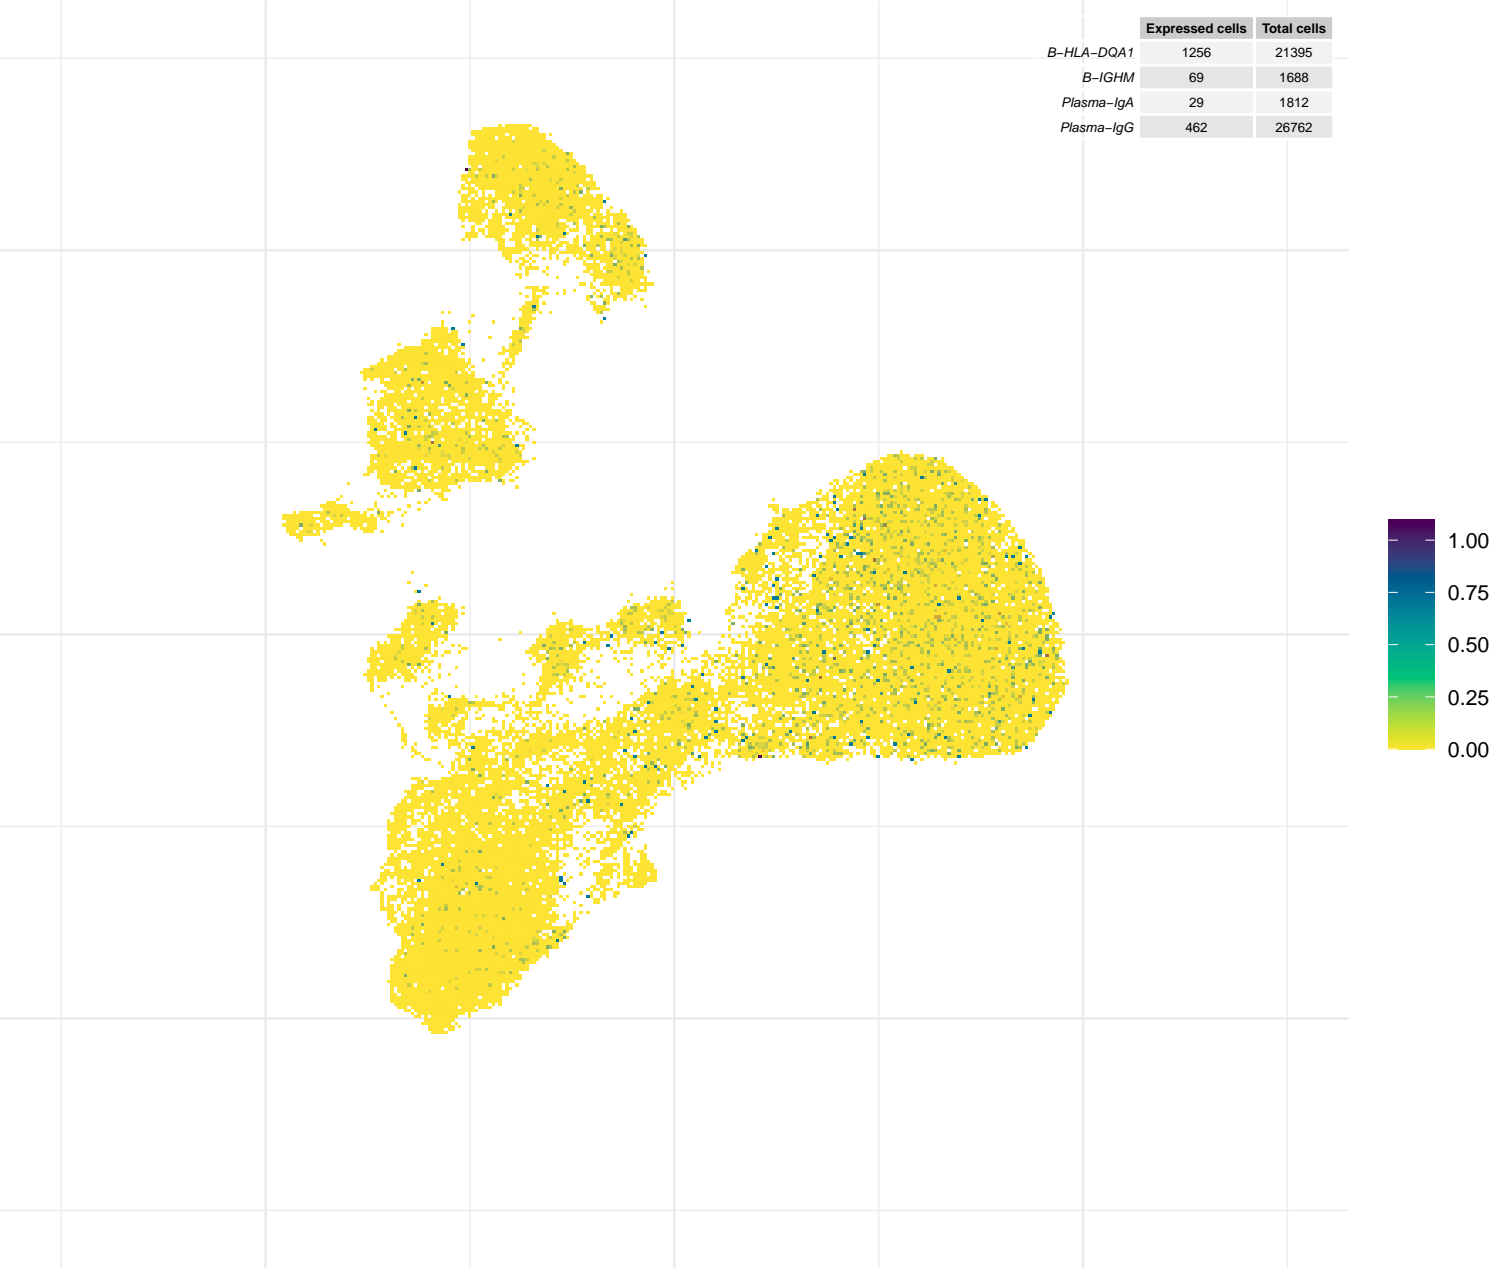 Expressed cells Total cells
B−HLA−DQA1 1256 21395
B−IGHM 69 1688
Plasma−IgA 29 1812
Plasma−IgG 462 26762
1.00
0.75
0.50
0.25
0.00